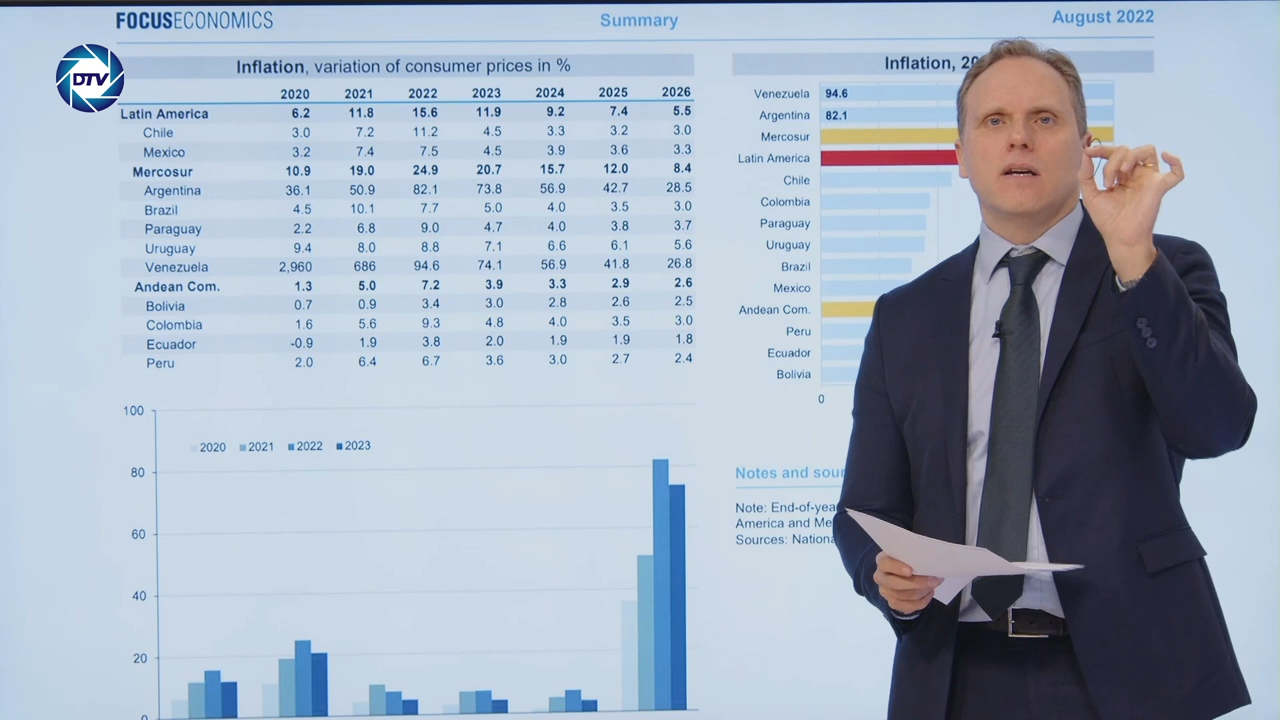 FOCUSECONOMICS
Summary
August 2022
DTV
Inflation, variation of consumer prices in %
2020 2021 2022 2023 2024 2025 2026
Latin America 6.2 11.8 15.6 11.9 9.2 7.4 5.5
Chile 3.0 7.2 11.2 4.5 3.3 3.2 3.0
Mexico 3.2 7.4 7.5 4.5 3.9 3.6 3.3
Mercosur 10.9 19.0 24.9 20.7 15.7 12.0 8.4
Argentina 36.1 50.9 82.1 73.8 56.9 42.7 28.5
Brazil 4.5 10.1 7.7 5.0 4.0 3.5 3.0
Paraguay 2.2 6.8 9.0 4.7 4.0 3.8 3.7
Uruguay 9.4 8.0 8.8 7.1 6.6 6.1 5.6
Venezuela 2,960 686 94.6 74.1 56.9 41.8 26.8
Andean Com. 1.3 5.0 7.2 3.9 3.3 2.9 2.6
Bolivia 0.7 0.9 3.4 3.0 2.8 2.6 2.5
Colombia 1.6 5.6 9.3 4.8 4.0 3.5 3.0
Ecuador -0.9 1.9 3.8 2.0 1.9 1.9 1.8
Peru 2.0 6.4 6.7 3.6 3.0 2.7 2.4
Inflation, 20
Venezuela 94.6
Argentina 82.1
Mercosur
Latin America
Chile
Colombia
Paraguay
Uruguay
Brazil
Mexico
Andean Com.
Peru
Ecuador
Bolivia
0
100
2020 2021 2022 2023
80
60
40
20
0
Notes and sour
Note: End-of-yea
America and Me
Sources: Nationa